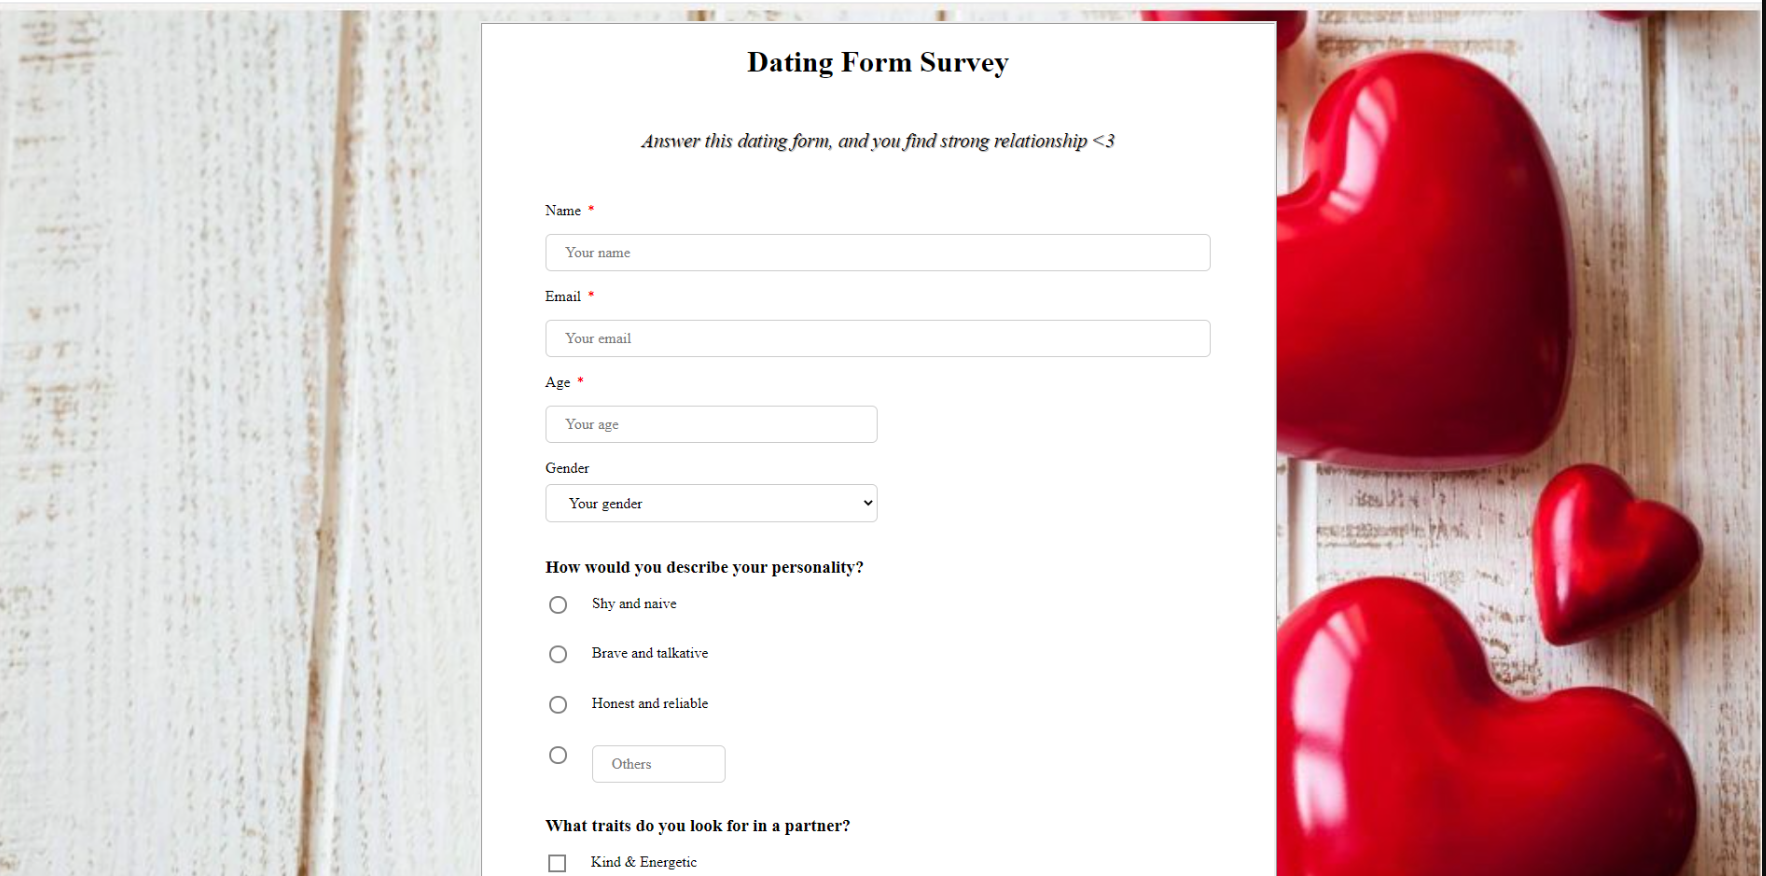 Dating Form Survey
Answer this dating form, and you find strong relationship <3
Name *
Your name
Email *
Your email
Age *
Your age
Gender
Your gender
How would you describe your personality?
Shy and naive
Brave and talkative
Honest and reliable
Others
What traits do you look for in a partner?
Kind & Energetic